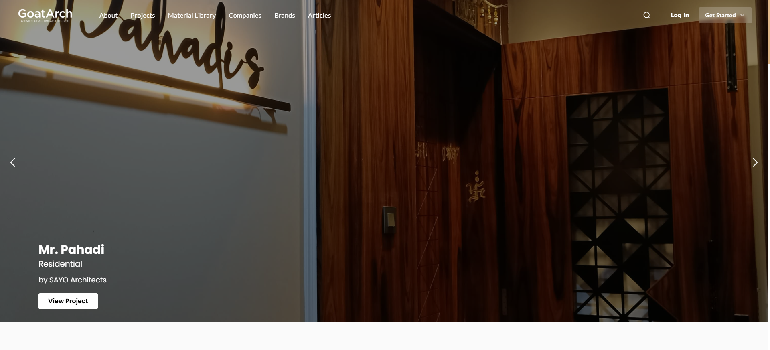 GoatArch
About
Projects
Material Library
Companies
Brands
Articles
Log In
Get Started
Pahadis
Mr. Pahadi
Residential
by SAYO Architects
View Project